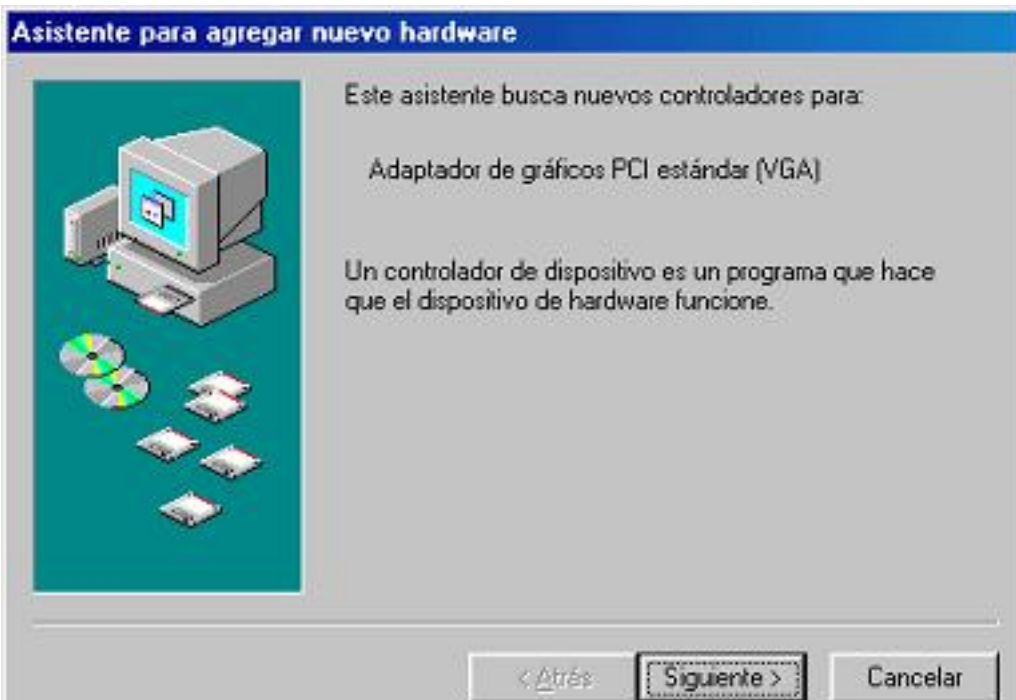 Asistente para agregar nuevo hardware
Este asistente busca nuevos controladores para:
Adaptador de gráficos PCI estándar (VGA)
Un controlador de dispositivo es un programa que hace
que el dispositivo de hardware funcione.
< Atrás
Siguiente >
Cancelar